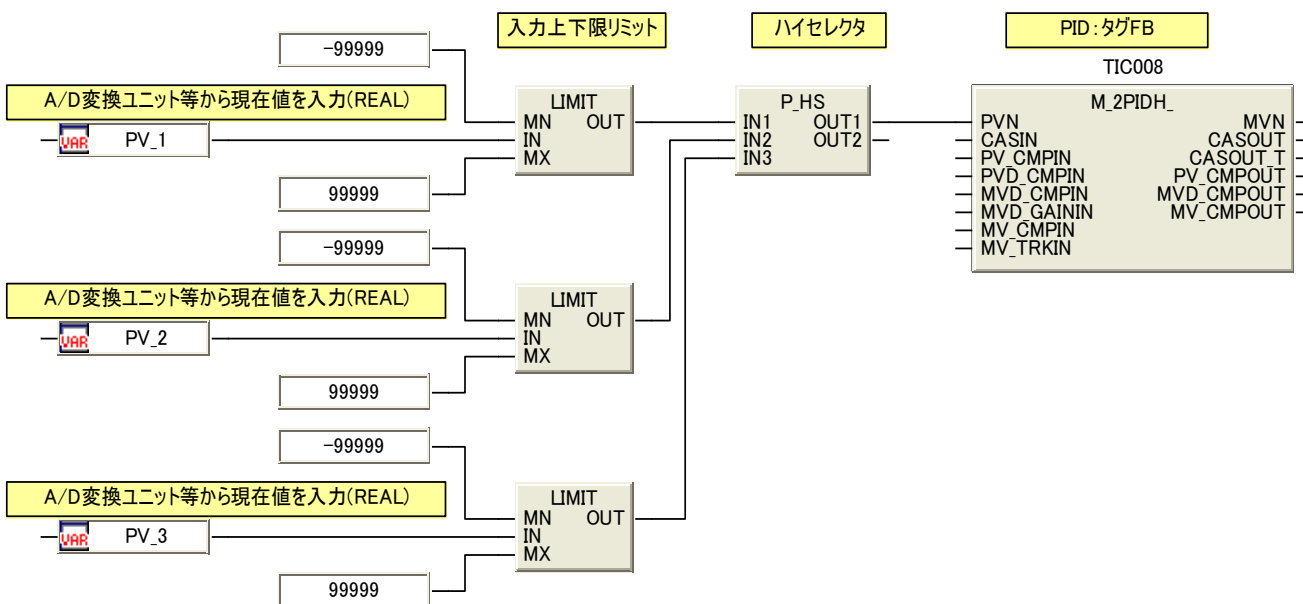 入力上下限リミット
ハイセレクタ
PID:タグFB
-99999
TIC008
A/D変換ユニット等から現在値を入力(REAL)
VAR PV_1
LIMIT
MN OUT
IN
MX
P_HS
IN1 OUT1
IN2 OUT2
IN3
M_2PIDH_
PVN MVN
CASIN CASOUT
PV_CMPIN CASOUT_T
PVD_CMPIN PV_CMPOUT
MVD_CMPIN MVD_CMPOUT
MVD_GAININ MV_CMPOUT
MV_CMPIN
MV_TRKIN
99999
-99999
A/D変換ユニット等から現在値を入力(REAL)
VAR PV_2
LIMIT
MN OUT
IN
MX
99999
-99999
A/D変換ユニット等から現在値を入力(REAL)
VAR PV_3
LIMIT
MN OUT
IN
MX
99999